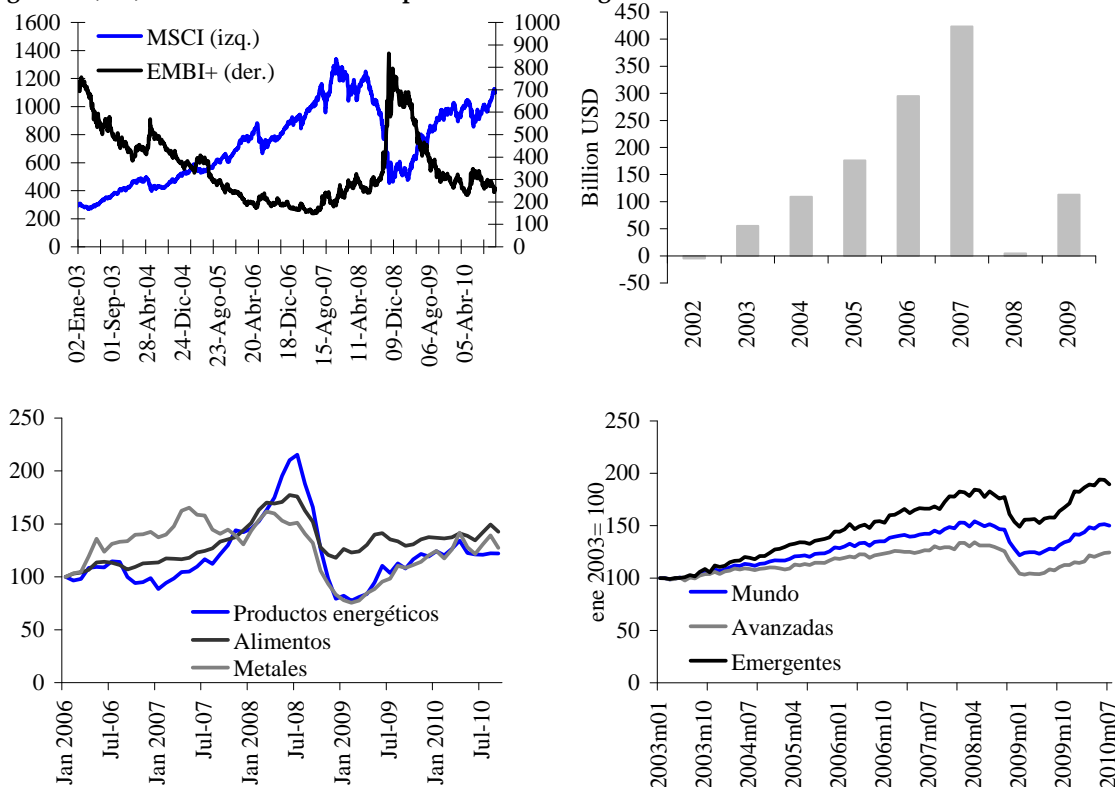 1600
1400
1200
1000
800
600
400
200
0
MSCI (izq.)
EMBI+ (der.)
1000
900
800
700
600
500
400
300
200
100
0
02-Ene-03
01-Sep-03
28-Abr-04
24-Dic-04
23-Ago-05
20-Abr-06
18-Dic-06
15-Ago-07
11-Abr-08
09-Dic-08
06-Ago-09
05-Abr-10
Billion USD
450
400
350
300
250
200
150
100
50
0
-50
2002
2003
2004
2005
2006
2007
2008
2009
250
200
150
100
50
0
Productos energéticos
Alimentos
Metales
Jan 2006
Jul-06
Jan 2007
Jul-07
Jan 2008
Jul-08
Jan 2009
Jul-09
Jan 2010
Jul-10
ene 2003= 100
250
200
150
100
50
0
Mundo
Avanzadas
Emergentes
2003m01
2003m10
2004m07
2005m04
2006m01
2006m10
2007m07
2008m04
2009m01
2009m10
2010m07